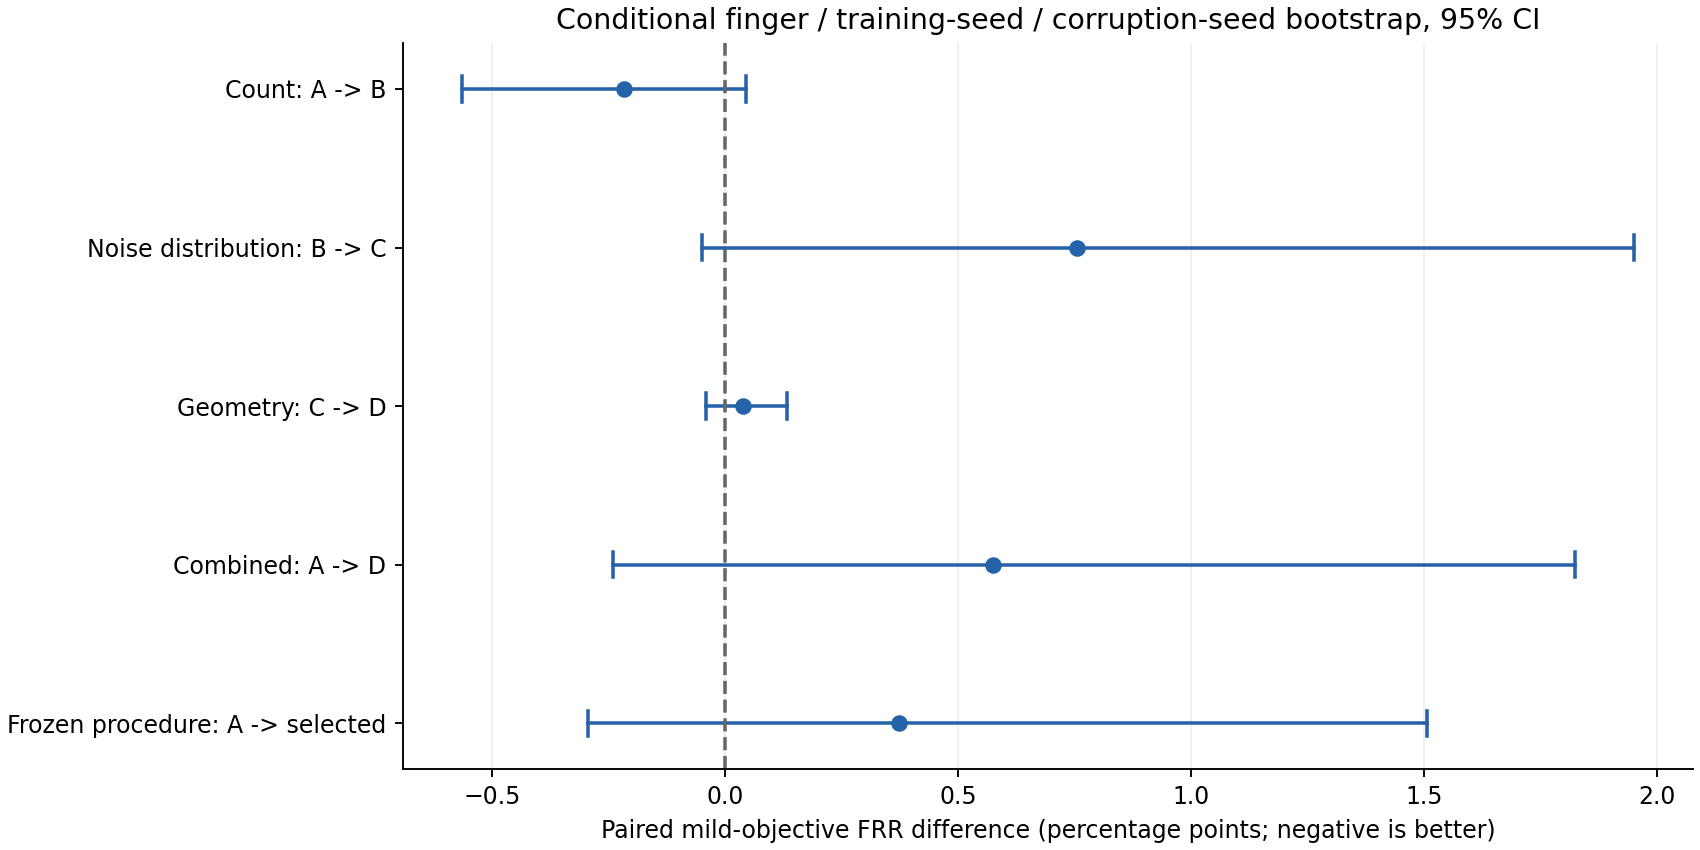 Conditional finger / training-seed / corruption-seed bootstrap, 95% CI
Count: A -> B
Noise distribution: B -> C
Geometry: C -> D
Combined: A -> D
Frozen procedure: A -> selected
−0.5 0.0 0.5 1.0 1.5 2.0
Paired mild-objective FRR difference (percentage points; negative is better)